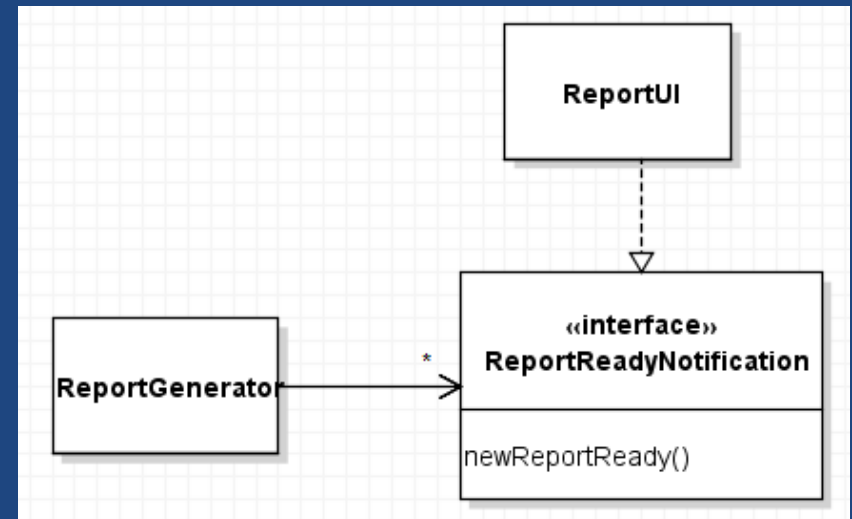 ReportUI
«interface»
ReportReadyNotification
*
ReportGenerator
newReportReady()